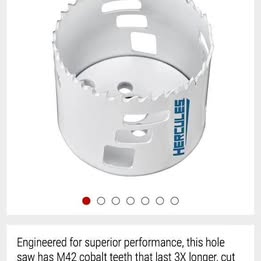 HERCULES
Engineered for superior performance, this hole
saw has M42 cobalt teeth that last 3X longer, cut